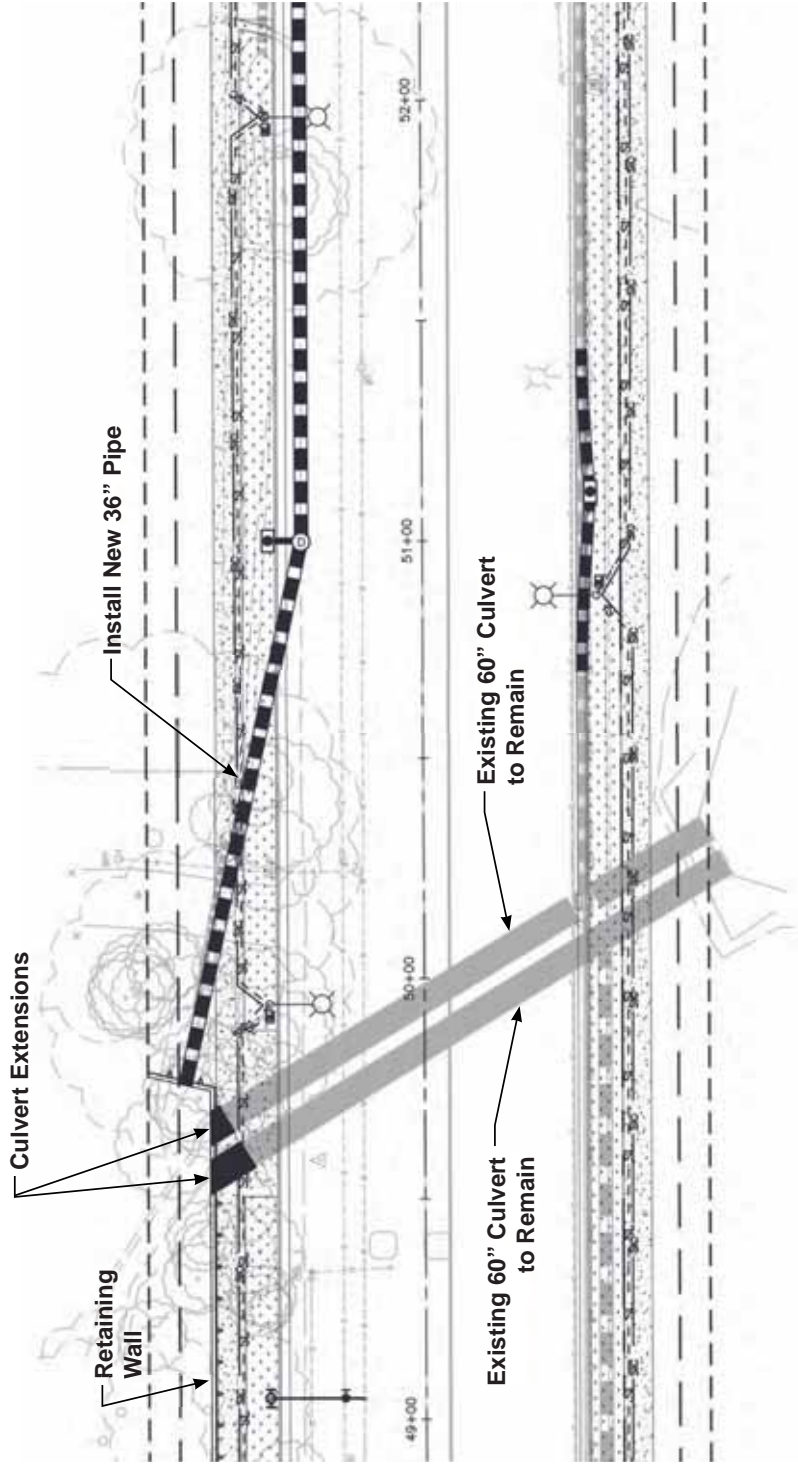 Culvert Extensions
Retaining
Wall
Install New 36” Pipe
Existing 60” Culvert
to Remain
Existing 60” Culvert
to Remain
49+00
50+00
51+00
52+00
D